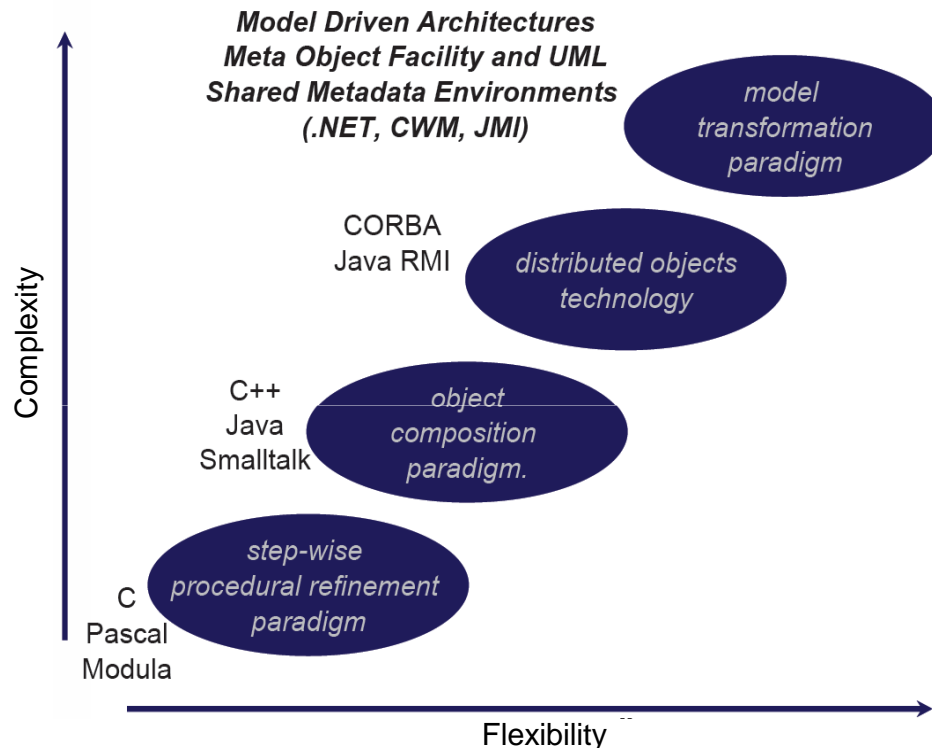 Model Driven Architectures
Meta Object Facility and UML
Shared Metadata Environments
(.NET, CWM, JMI)
model
transformation
paradigm
CORBA
Java RMI
distributed objects
technology
Complexity
C++
Java
Smalltalk
object
composition
paradigm.
step-wise
procedural refinement
paradigm
C
Pascal
Modula
Flexibility